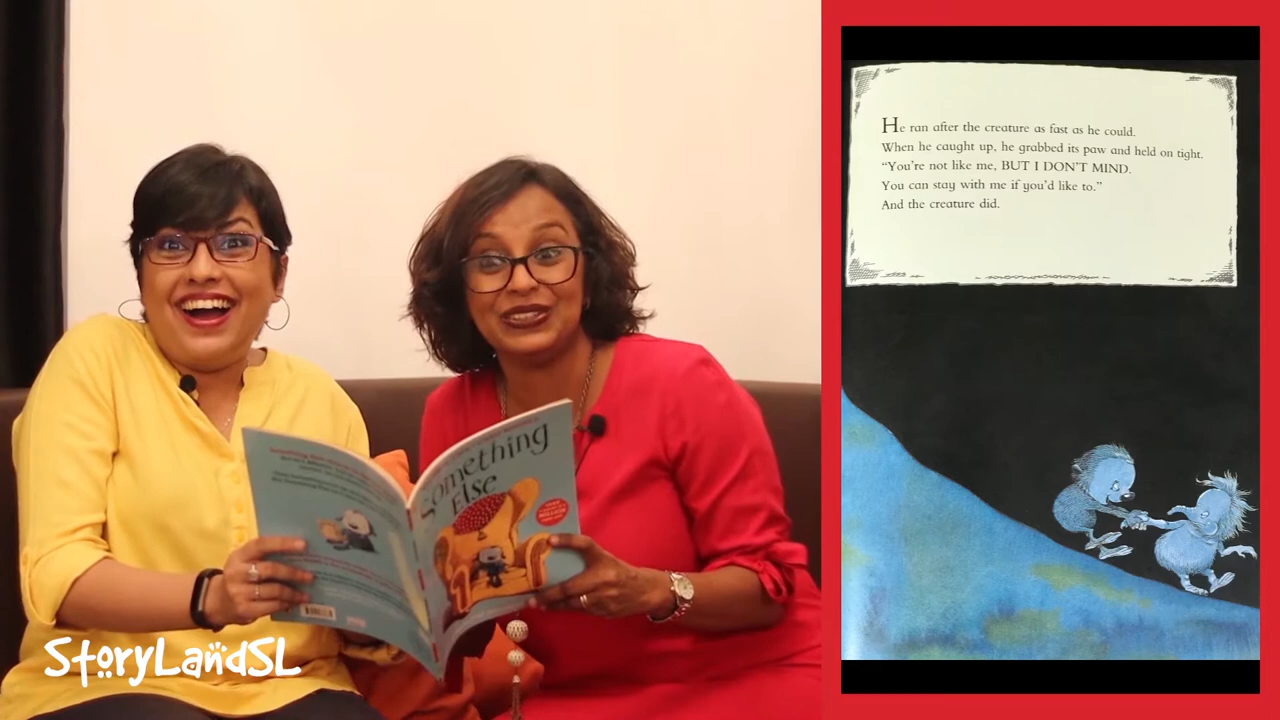 He ran after the creature as fast as he could.
When he caught up, he grabbed its paw and held on tight.
“You’re not like me, BUT I DON’T MIND.
You can stay with me if you’d like to.”
And the creature did.
Something
Else
StoryLandSL